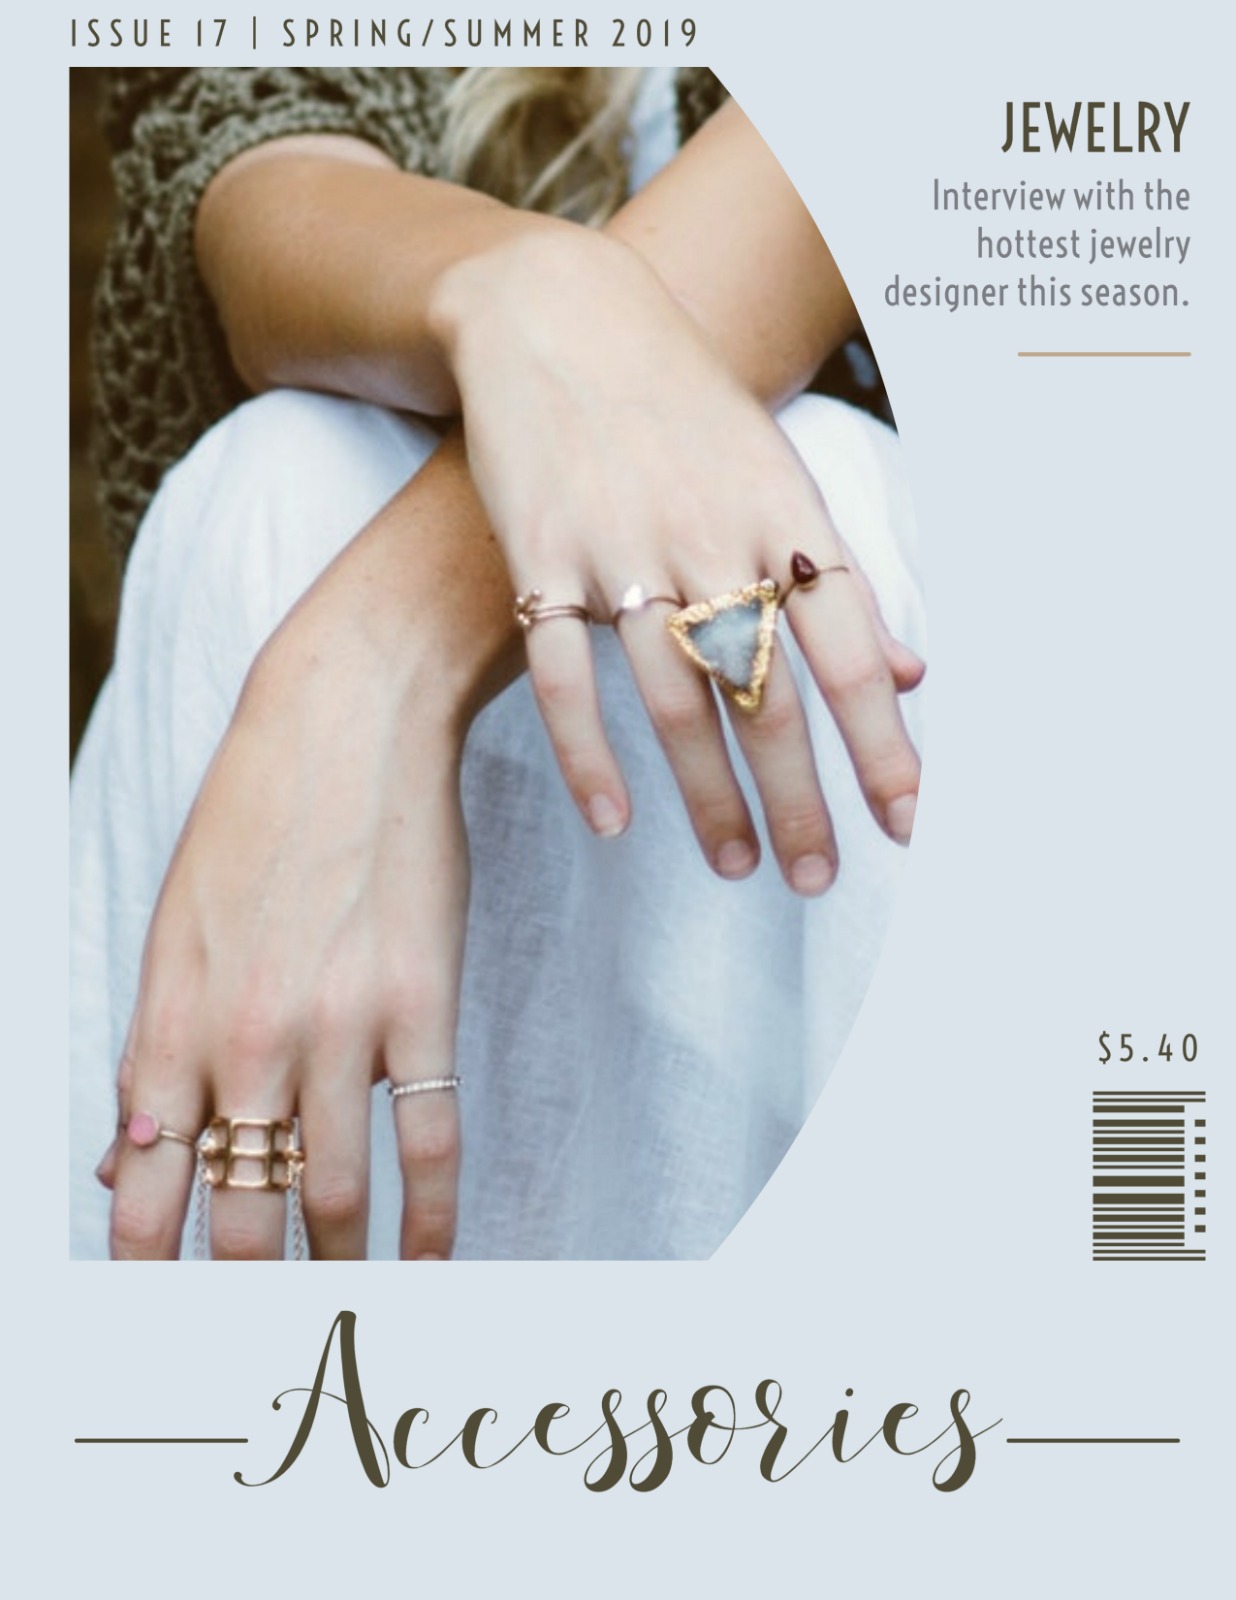 ISSUE 17 | SPRING/SUMMER 2019
JEWELRY
Interview with the
hottest jewelry
designer this season.
$5.40
Accessories